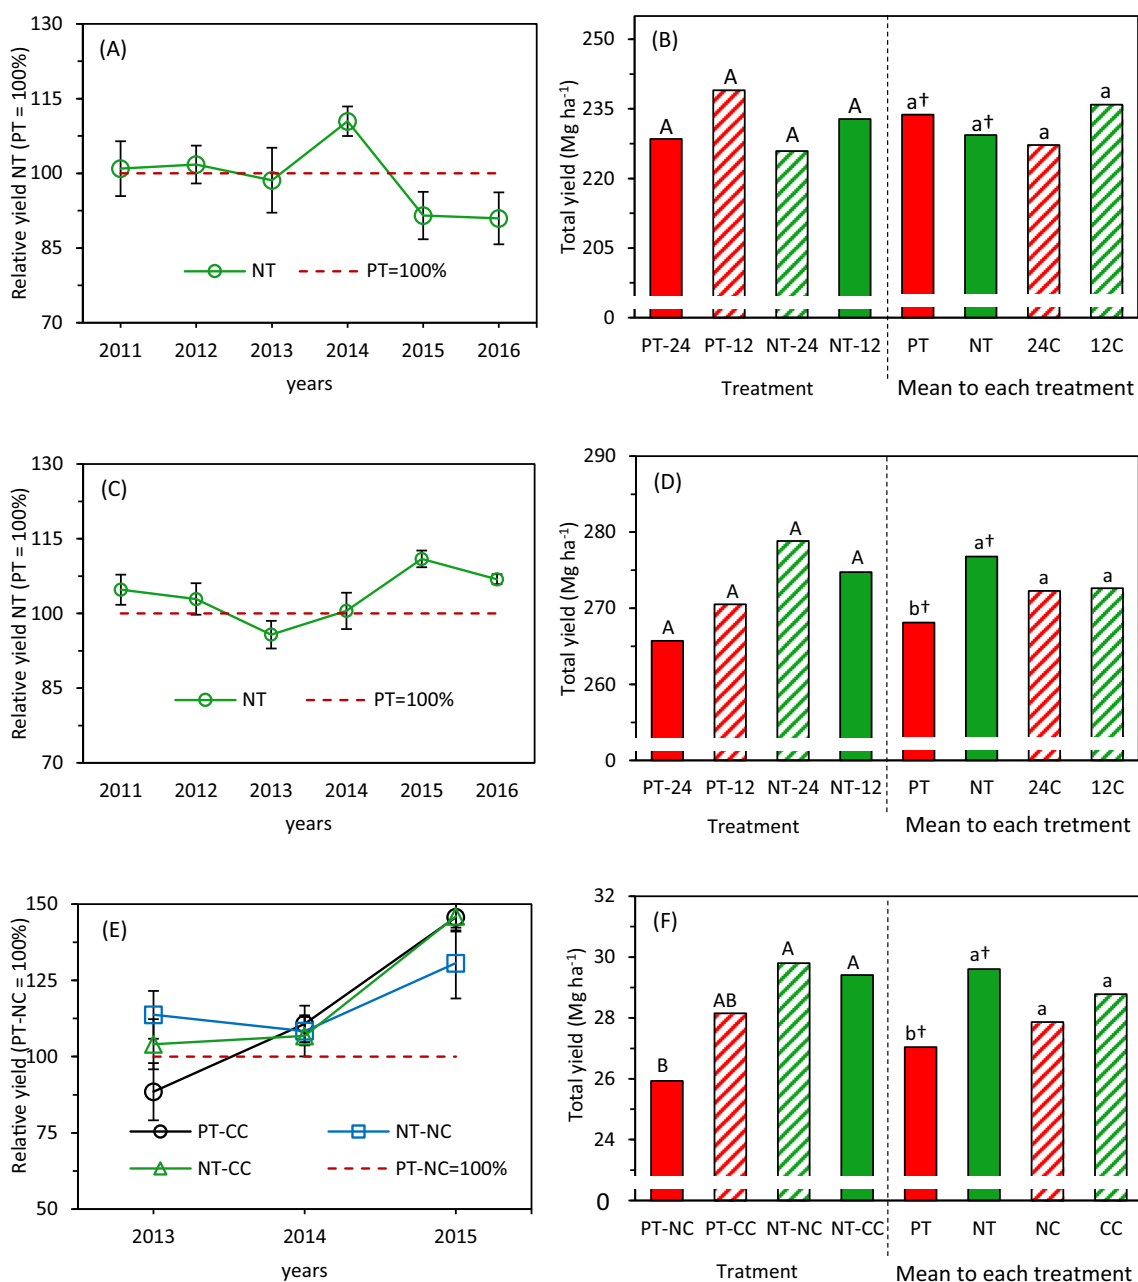 (A)
Relative yield NT (PT = 100%)
130
115
100
85
70
NT
PT=100%
2011 2012 2013 2014 2015 2016
years
(B)
Total yield (Mg ha⁻¹)
250
235
220
205
0
A A A A a† a† a a
PT-24 PT-12 NT-24 NT-12 PT NT 24C 12C
Treatment
Mean to each treatment
(C)
Relative yield NT (PT = 100%)
130
115
100
85
70
NT
PT=100%
2011 2012 2013 2014 2015 2016
years
(D)
Total yield (Mg ha⁻¹)
290
280
270
260
0
A A A A b† a† a a
PT-24 PT-12 NT-24 NT-12 PT NT 24C 12C
Treatment
Mean to each tretment
(E)
Relative yield (PT-NC = 100%)
150
125
100
75
50
PT-CC
NT-NC
NT-CC
PT-NC=100%
2013 2014 2015
years
(F)
Total yield (Mg ha⁻¹)
32
30
28
26
24
0
B AB A A b† a† a a
PT-NC PT-CC NT-NC NT-CC PT NT NC CC
Tratment
Mean to each treatment